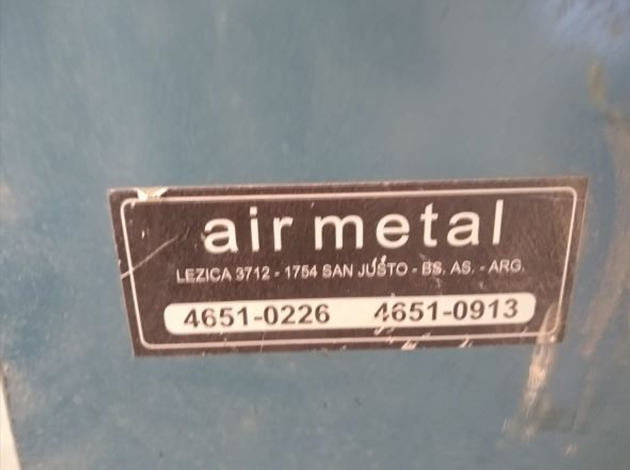 air metal
LEZICA 3712 - 1754 SAN JUSTO - BS. AS. - ARG.
4651-0226 4651-0913